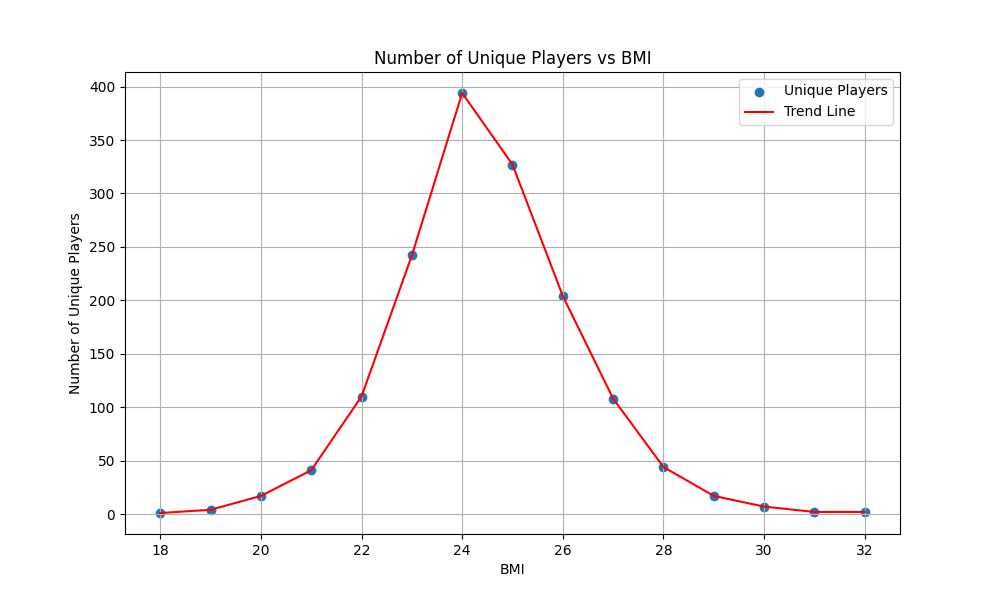 Number of Unique Players vs BMI
Unique Players
Trend Line
Number of Unique Players
400
350
300
250
200
150
100
50
0
18 20 22 24 26 28 30 32
BMI